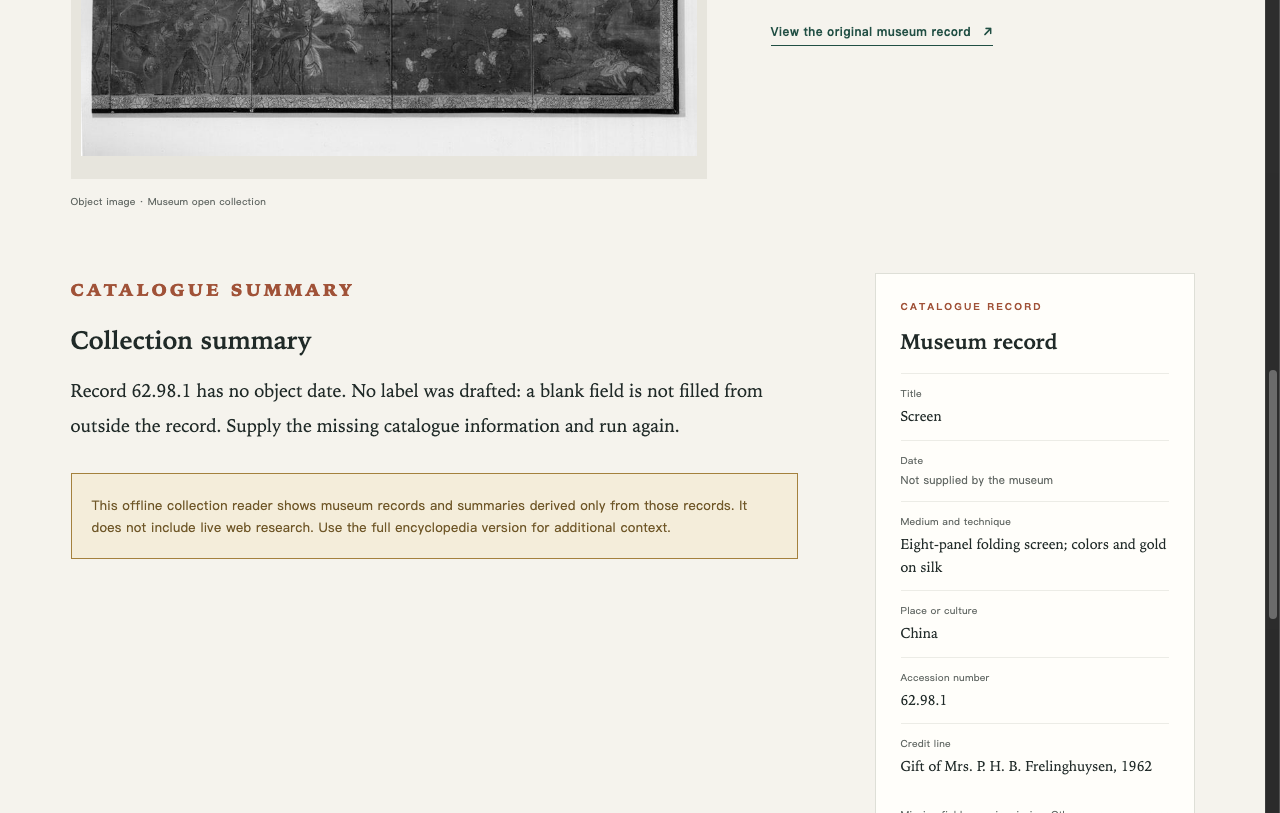 View the original museum record ↗
Object image · Museum open collection
CATALOGUE SUMMARY
Collection summary
Record 62.98.1 has no object date. No label was drafted: a blank field is not filled from
outside the record. Supply the missing catalogue information and run again.
This offline collection reader shows museum records and summaries derived only from those records. It
does not include live web research. Use the full encyclopedia version for additional context.
CATALOGUE RECORD
Museum record
Title
Screen
Date
Not supplied by the museum
Medium and technique
Eight-panel folding screen; colors and gold
on silk
Place or culture
China
Accession number
62.98.1
Credit line
Gift of Mrs. P. H. B. Frelinghuysen, 1962